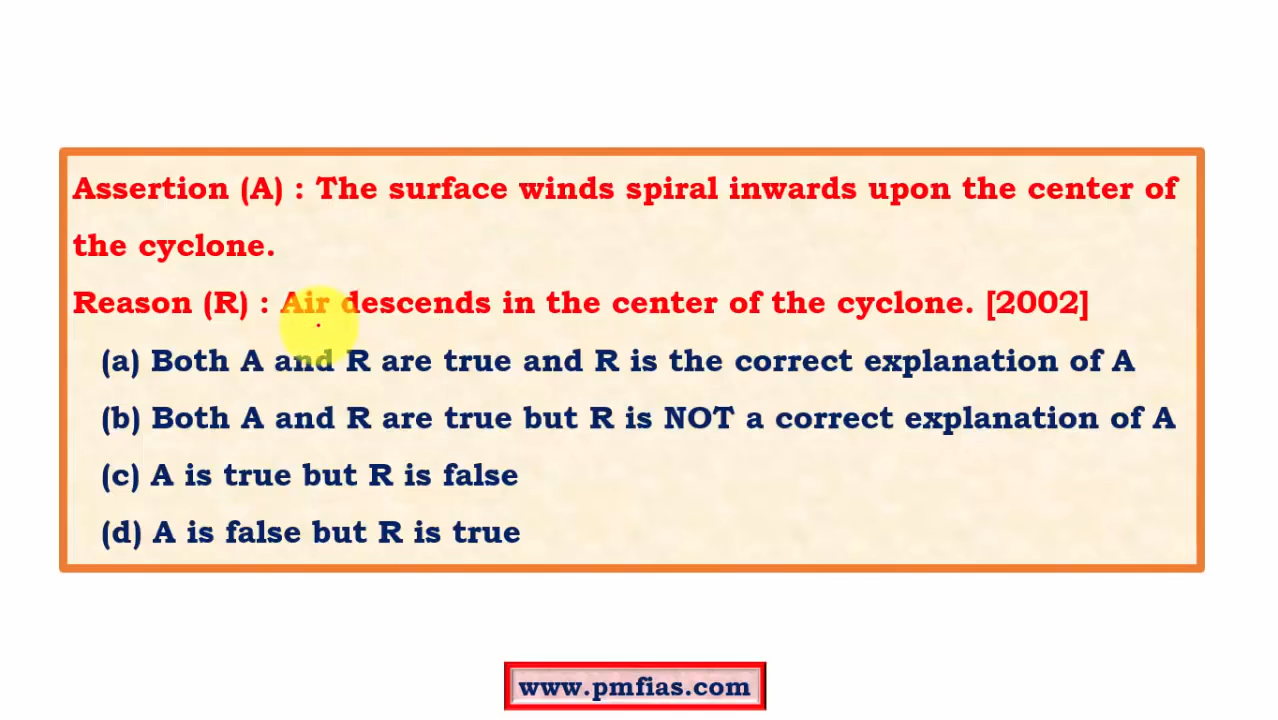 Assertion (A) : The surface winds spiral inwards upon the center of
the cyclone.
Reason (R) : Air descends in the center of the cyclone. [2002]
(a) Both A and R are true and R is the correct explanation of A
(b) Both A and R are true but R is NOT a correct explanation of A
(c) A is true but R is false
(d) A is false but R is true
www.pmfias.com